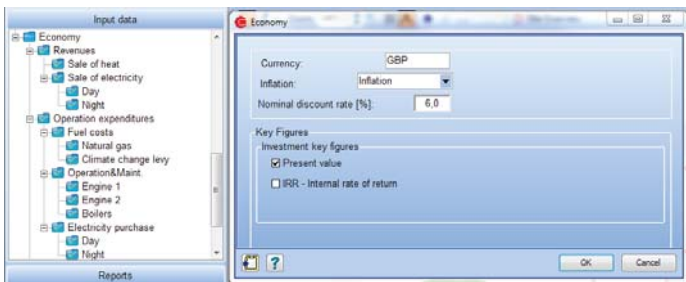 Input data
Economy
Revenues
Sale of heat
Sale of electricity
Day
Night
Operation expenditures
Fuel costs
Natural gas
Climate change levy
Operation&Maint
Engine 1
Engine 2
Boilers
Electricity purchase
Day
Night
Reports
Economy
Currency: GBP
Inflation: Inflation
Nominal discount rate [%]: 6,0
Key Figures
Investment key figures
Present value
IRR - Internal rate of return
?
OK Cancel